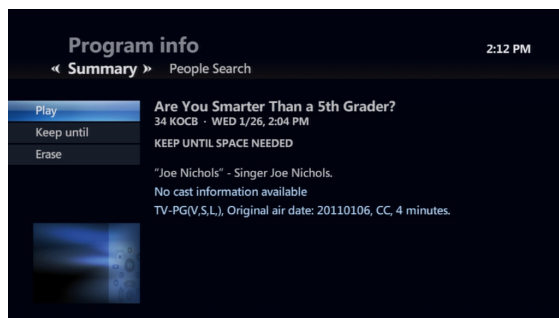 Program info
2:12 PM
« Summary » People Search
Play
Keep until
Erase
Are You Smarter Than a 5th Grader?
34 KOCB · WED 1/26, 2:04 PM
KEEP UNTIL SPACE NEEDED
"Joe Nichols" - Singer Joe Nichols.
No cast information available
TV-PG(V,S,L,), Original air date: 20110106, CC, 4 minutes.